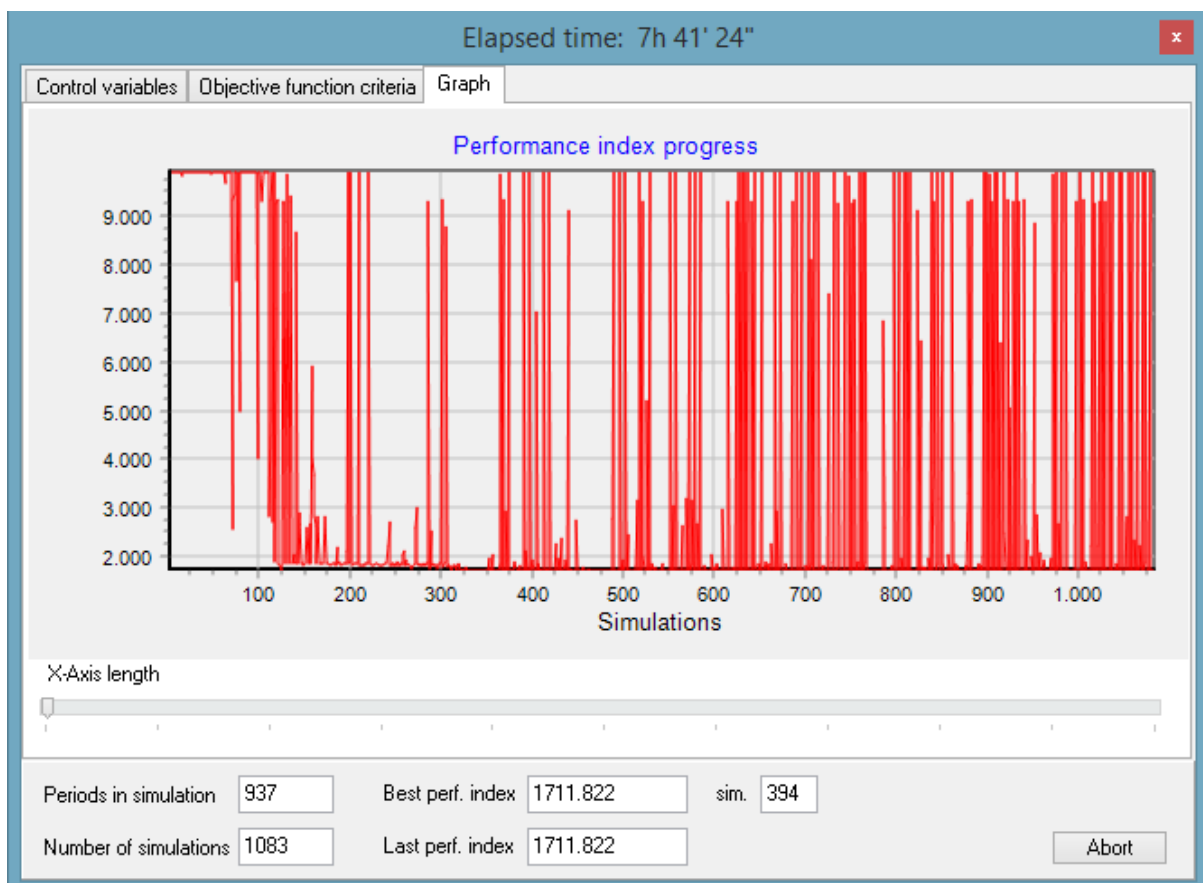 Elapsed time: 7h 41' 24"
x
Control variables Objective function criteria Graph
Performance index progress
9.000
8.000
7.000
6.000
5.000
4.000
3.000
2.000
100 200 300 400 500 600 700 800 900 1.000
Simulations
X-Axis length
Periods in simulation 937 Best perf. index 1711.822 sim. 394
Number of simulations 1083 Last perf. index 1711.822 Abort